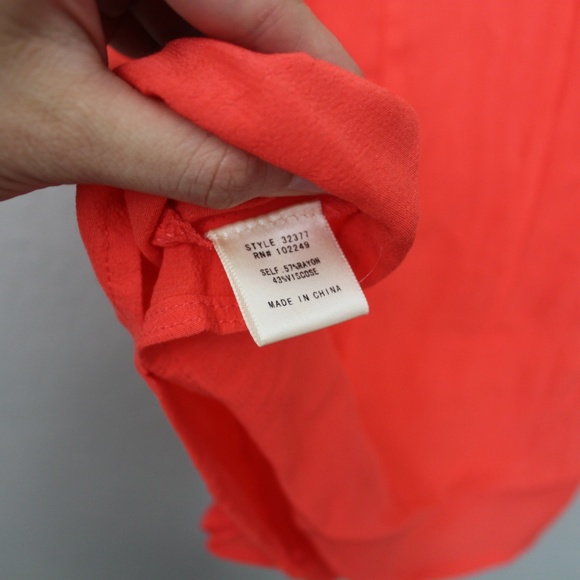 STYLE 32377
RN# 102249
SELF:57%RAYON
43%VISCOSE
MADE IN CHINA